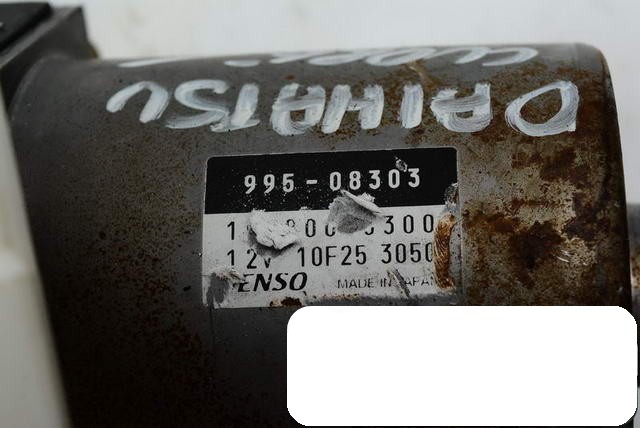 DAIHATSU
995-08303
12V 10F25 3050
ENSO MADE IN JAPAN